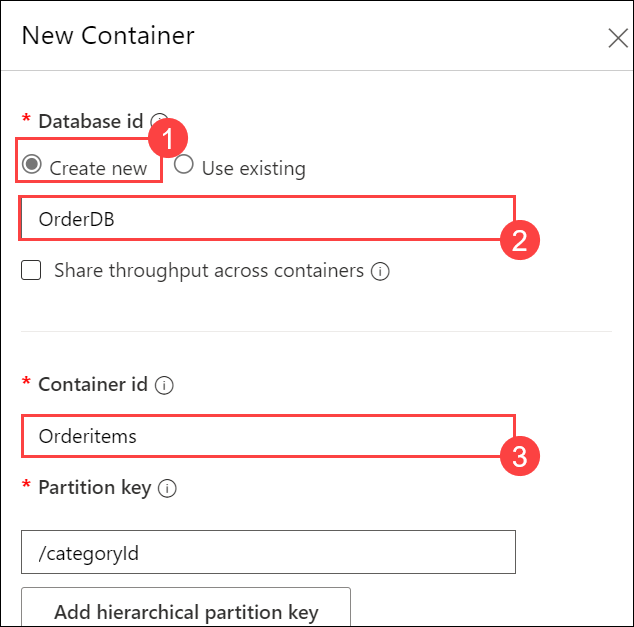 New Container
* Database id
1
Create new Use existing
OrderDB
2
Share throughput across containers
* Container id
Orderitems
3
* Partition key
/categoryId
Add hierarchical partition key